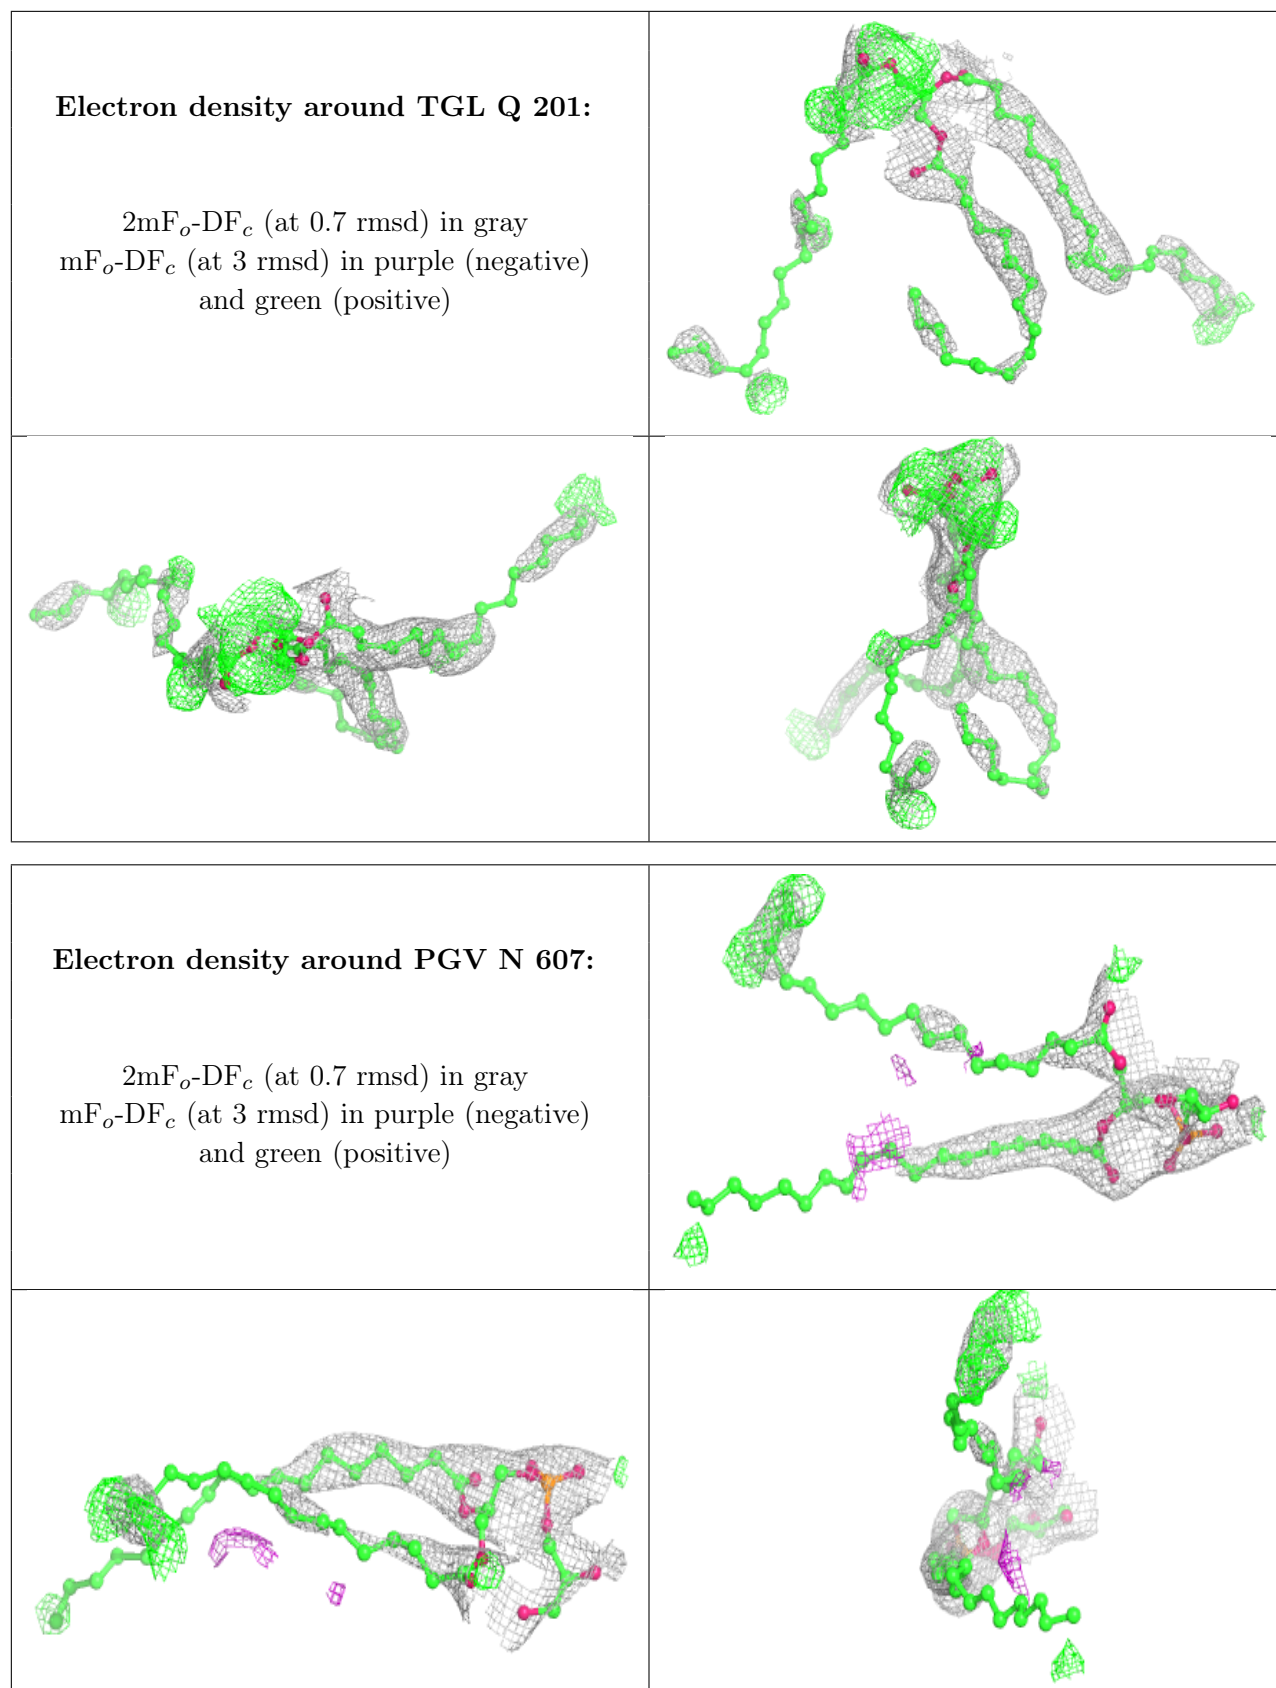 Electron density around TGL Q 201:
2mFo-DFc (at 0.7 rmsd) in gray
mFo-DFc (at 3 rmsd) in purple (negative)
and green (positive)
Electron density around PGV N 607:
2mFo-DFc (at 0.7 rmsd) in gray
mFo-DFc (at 3 rmsd) in purple (negative)
and green (positive)